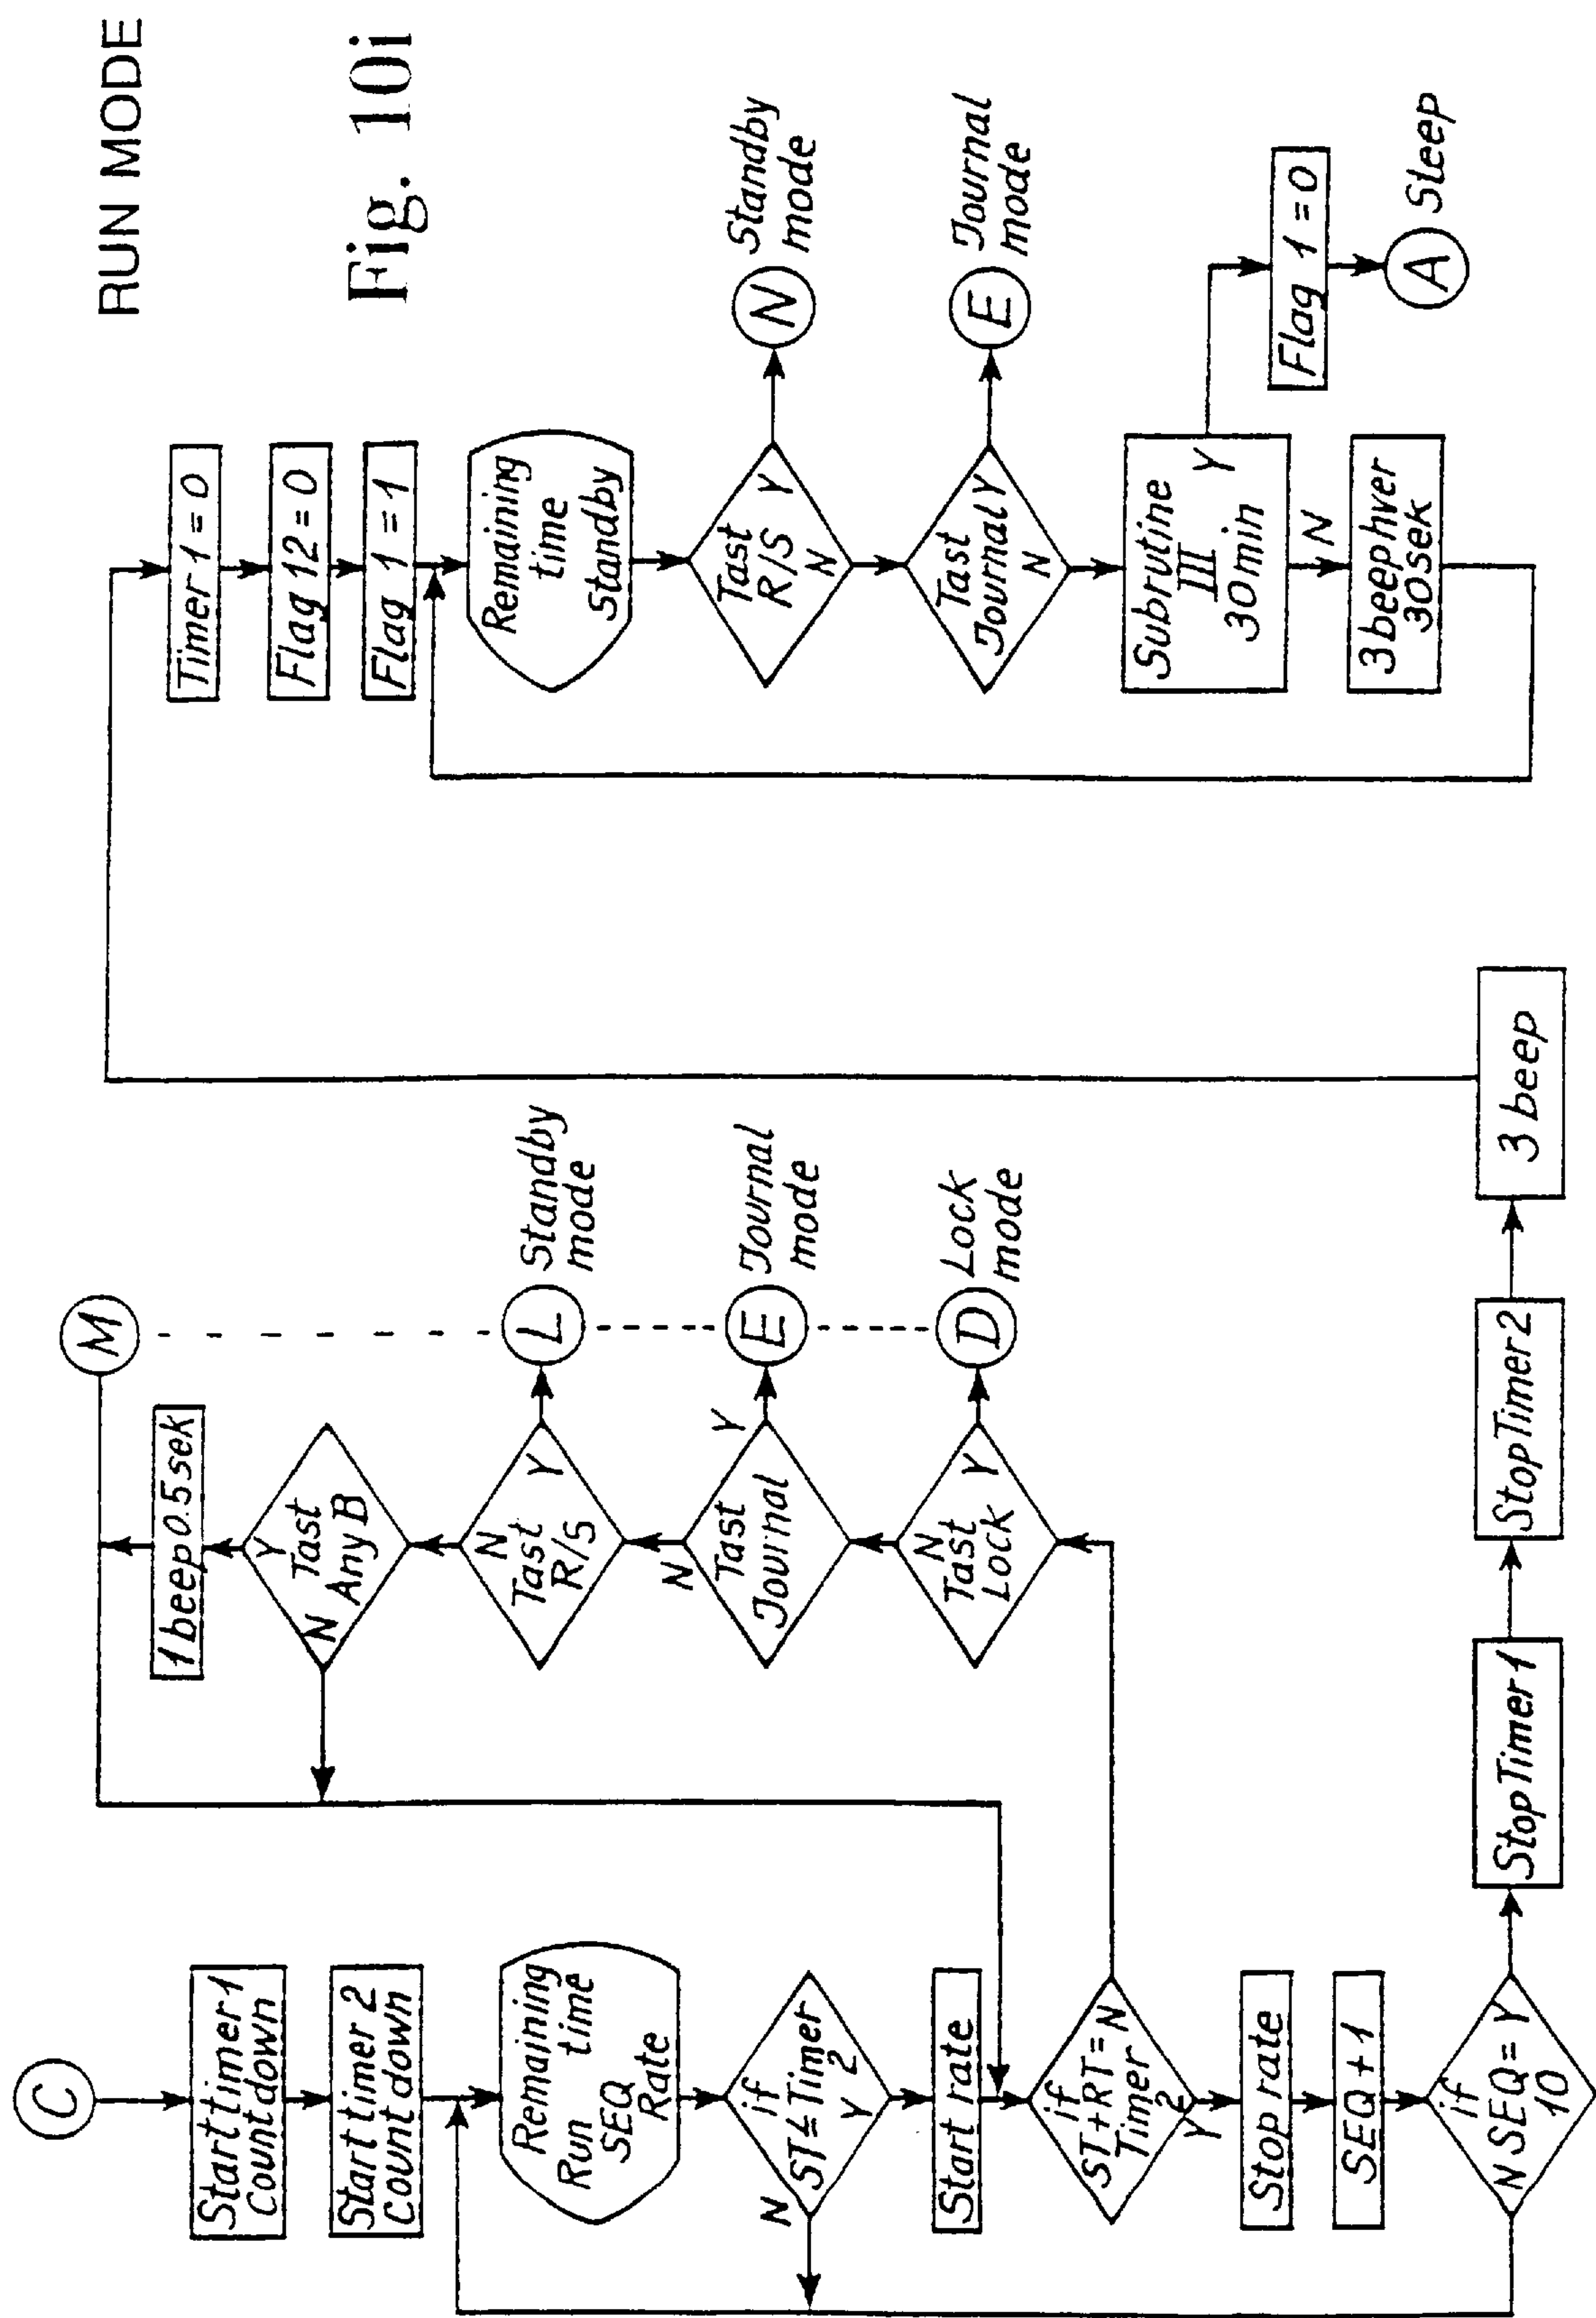 RUN MODE
Fig. 10i
C
Start timer 1
Count down
Start timer 2
Count down
Remaining
Run time
SEQ
Rate
if
ST≤Timer
2
Y
N
Start rate
if
ST+RT=
Timer
2
N
Y
Stop rate
SEQ+1
if
SEQ=
10
N
Y
M
1 beep 0.5sek
Y
Tast
Any B
N
N
Tast
R/S
Y
L
Standby
mode
N
Tast
Journal
Y
E
Journal
mode
N
Tast
Lock
Y
D
Lock
mode
Stop Timer 1
Stop Timer 2
3 beep
Timer 1 = 0
Flag 12 = 0
Flag 1 = 1
Remaining
time
Standby
Tast
R/S
Y
N
N
Standby
mode
Tast
Journal
Y
N
E
Journal
mode
Subrutine
III
30 min
Y
N
3 beep hver
30 sek
Flag 1 = 0
A
Sleep